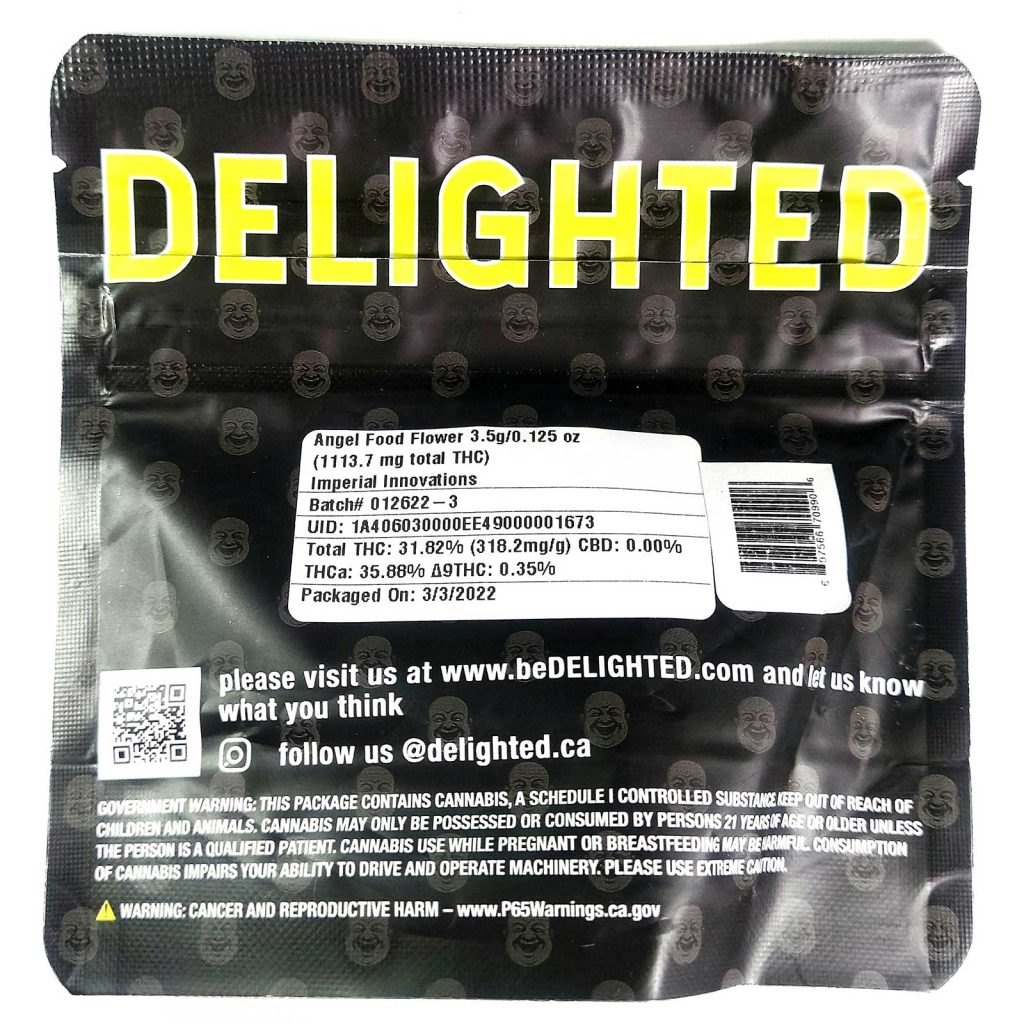 DELIGHTED
Angel Food Flower 3.5g/0.125 oz
(1113.7 mg total THC)
Imperial Innovations
Batch# 012622-3
UID: 1A406030000EE49000001673
Total THC: 31.82% (318.2mg/g) CBD: 0.00%
THCa: 35.88% Δ9THC: 0.35%
Packaged On: 3/3/2022
6 97566 70990 6
please visit us at www.beDELIGHTED.com and let us know
what you think
follow us @delighted.ca
GOVERNMENT WARNING: THIS PACKAGE CONTAINS CANNABIS, A SCHEDULE I CONTROLLED SUBSTANCE KEEP OUT OF REACH OF
CHILDREN AND ANIMALS. CANNABIS MAY ONLY BE POSSESSED OR CONSUMED BY PERSONS 21 YEARS OF AGE OR OLDER UNLESS
THE PERSON IS A QUALIFIED PATIENT. CANNABIS USE WHILE PREGNANT OR BREASTFEEDING MAY BE HARMFUL. CONSUMPTION
OF CANNABIS IMPAIRS YOUR ABILITY TO DRIVE AND OPERATE MACHINERY. PLEASE USE EXTREME CAUTION.
WARNING: CANCER AND REPRODUCTIVE HARM – www.P65Warnings.ca.gov